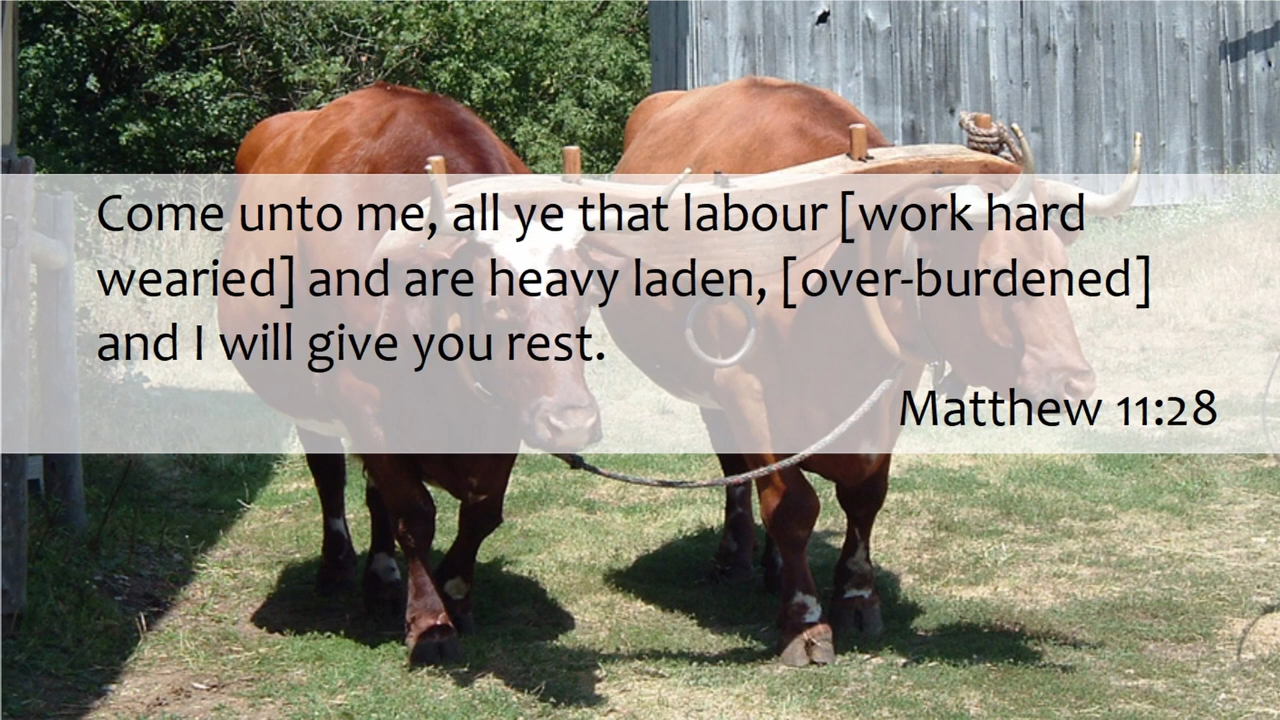 Come unto me, all ye that labour [work hard
wearied] and are heavy laden, [over-burdened]
and I will give you rest.
Matthew 11:28